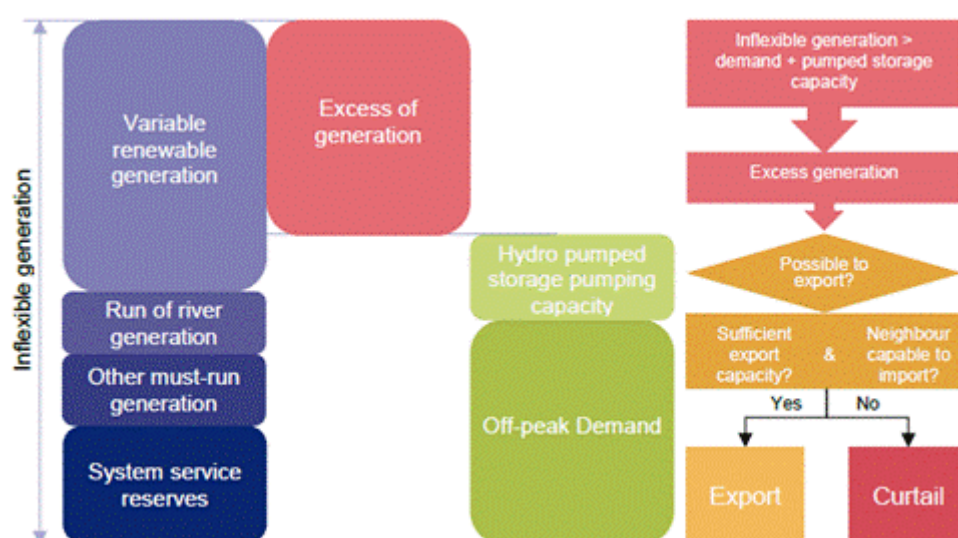 Inflexible generation
Variable
renewable
generation
Run of river
generation
Other must-run
generation
System service
reserves
Excess of
generation
Hydro pumped
storage pumping
capacity
Off-peak Demand
Inflexible generation >
demand + pumped storage
capacity
Excess generation
Possible to
export?
Sufficient
export
capacity?
&
Neighbour
capable to
import?
Yes
No
Export
Curtail